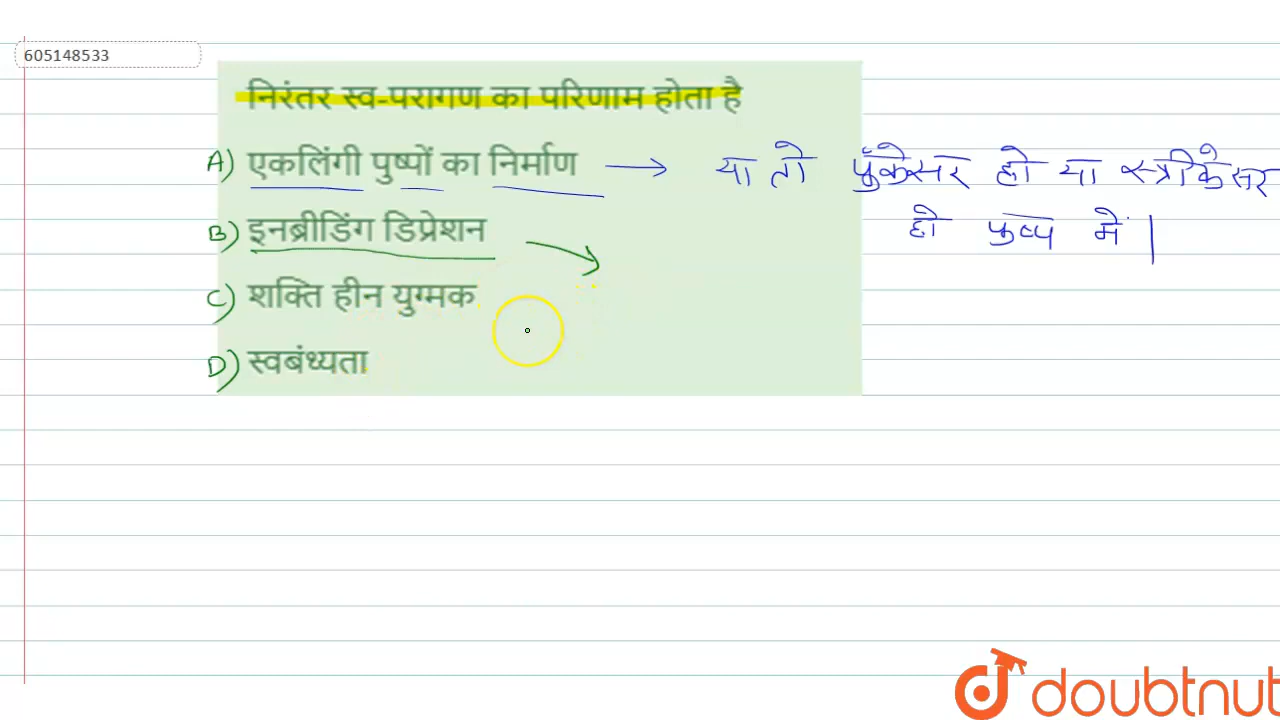 605148533
निरंतर स्व-परागण का परिणाम होता है
A) एकलिंगी पुष्पों का निर्माण → या तो पुंकेसर हो या स्त्रीकेसर
हो पुष्प में |
B) इनब्रीडिंग डिप्रेशन
C) शक्ति हीन युग्मक
D) स्वबंध्यता
doubtnut